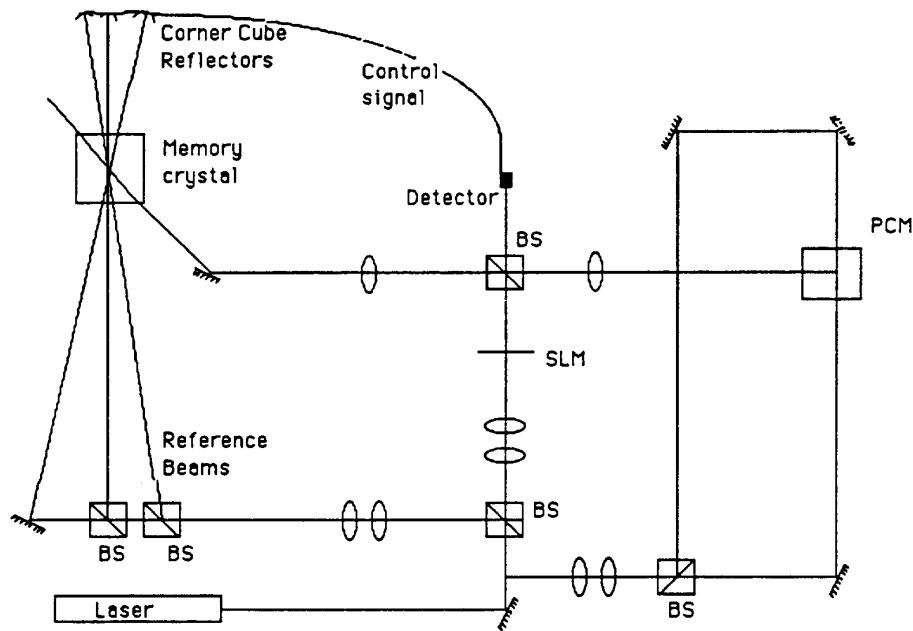 Corner Cube
Reflectors
Control
signal
Memory
crystal
Detector
BS
PCM
SLM
Reference
Beams
BS
BS
BS
BS
Laser